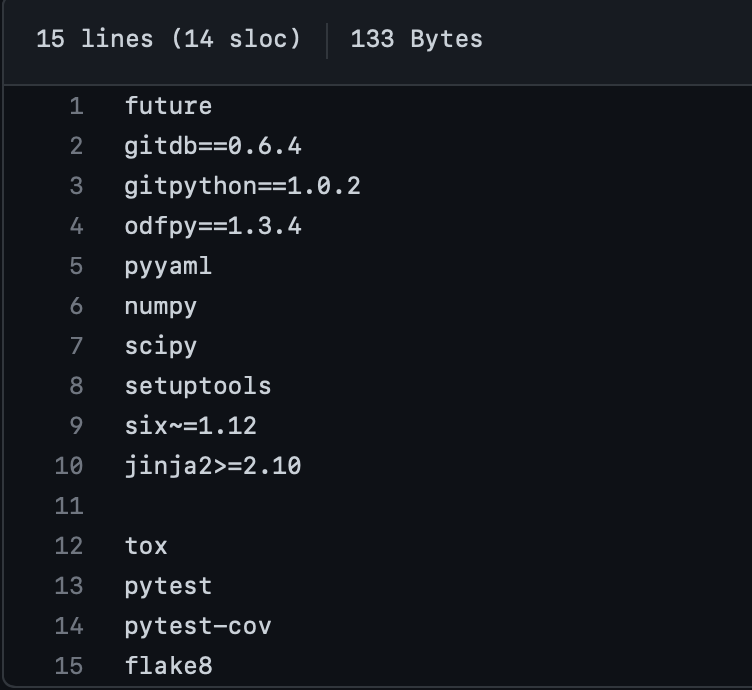 15 lines (14 sloc) 133 Bytes
1 future
2 gitdb==0.6.4
3 gitpython==1.0.2
4 odfpy==1.3.4
5 pyyaml
6 numpy
7 scipy
8 setuptools
9 six~=1.12
10 jinja2>=2.10
11
12 tox
13 pytest
14 pytest-cov
15 flake8